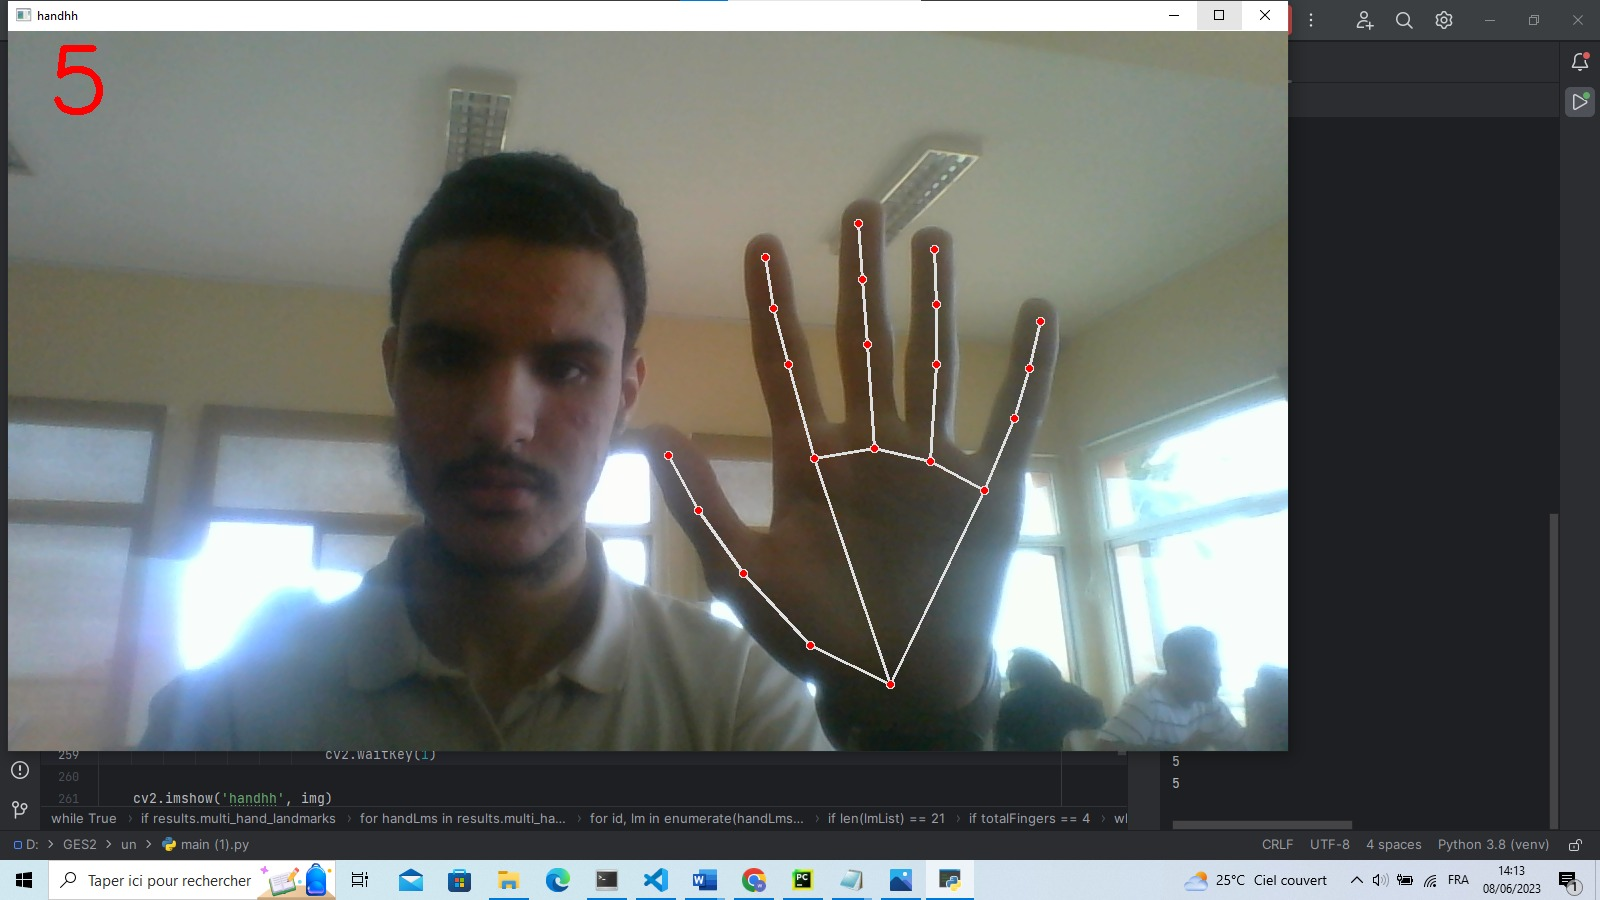 handhh
5
259
cv2.waitKey(1)
260
261
cv2.imshow('handhh', img)
5
5
while True > if results.multi_hand_landmarks > for handLms in results.multi_ha... > for id, lm in enumerate(handLms... > if len(lmList) == 21 > if totalFingers == 4 > wl
D: > GES2 > un > main (1).py
CRLF UTF-8 4 spaces Python 3.8 (venv)
Taper ici pour rechercher
W
PC
25°C Ciel couvert
FRA
14:13
08/06/2023
1